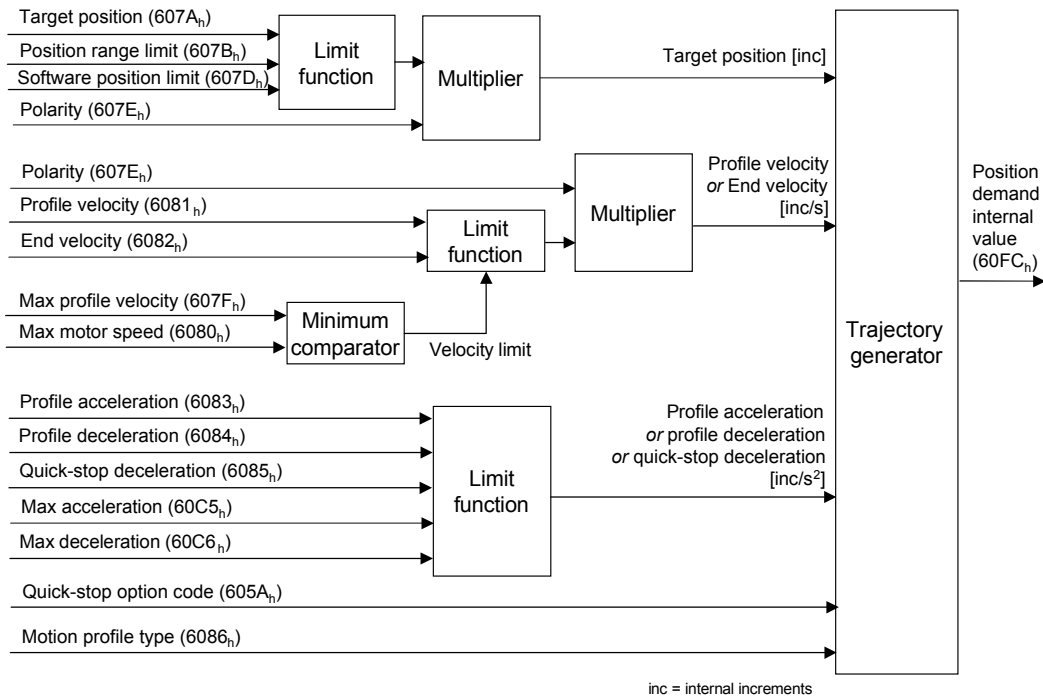 Target position (607Ah)
Position range limit (607Bh)
Software position limit (607Dh)
Polarity (607Eh)
Limit
function
Multiplier
Target position [inc]
Polarity (607Eh)
Profile velocity (6081h)
End velocity (6082h)
Limit
function
Multiplier
Profile velocity
or End velocity
[inc/s]
Max profile velocity (607Fh)
Max motor speed (6080h)
Minimum
comparator
Velocity limit
Profile acceleration (6083h)
Profile deceleration (6084h)
Quick-stop deceleration (6085h)
Max acceleration (60C5h)
Max deceleration (60C6h)
Limit
function
Profile acceleration
or profile deceleration
or quick-stop deceleration
[inc/s²]
Quick-stop option code (605Ah)
Motion profile type (6086h)
Trajectory
generator
Position
demand
internal
value
(60FCh)
inc = internal increments